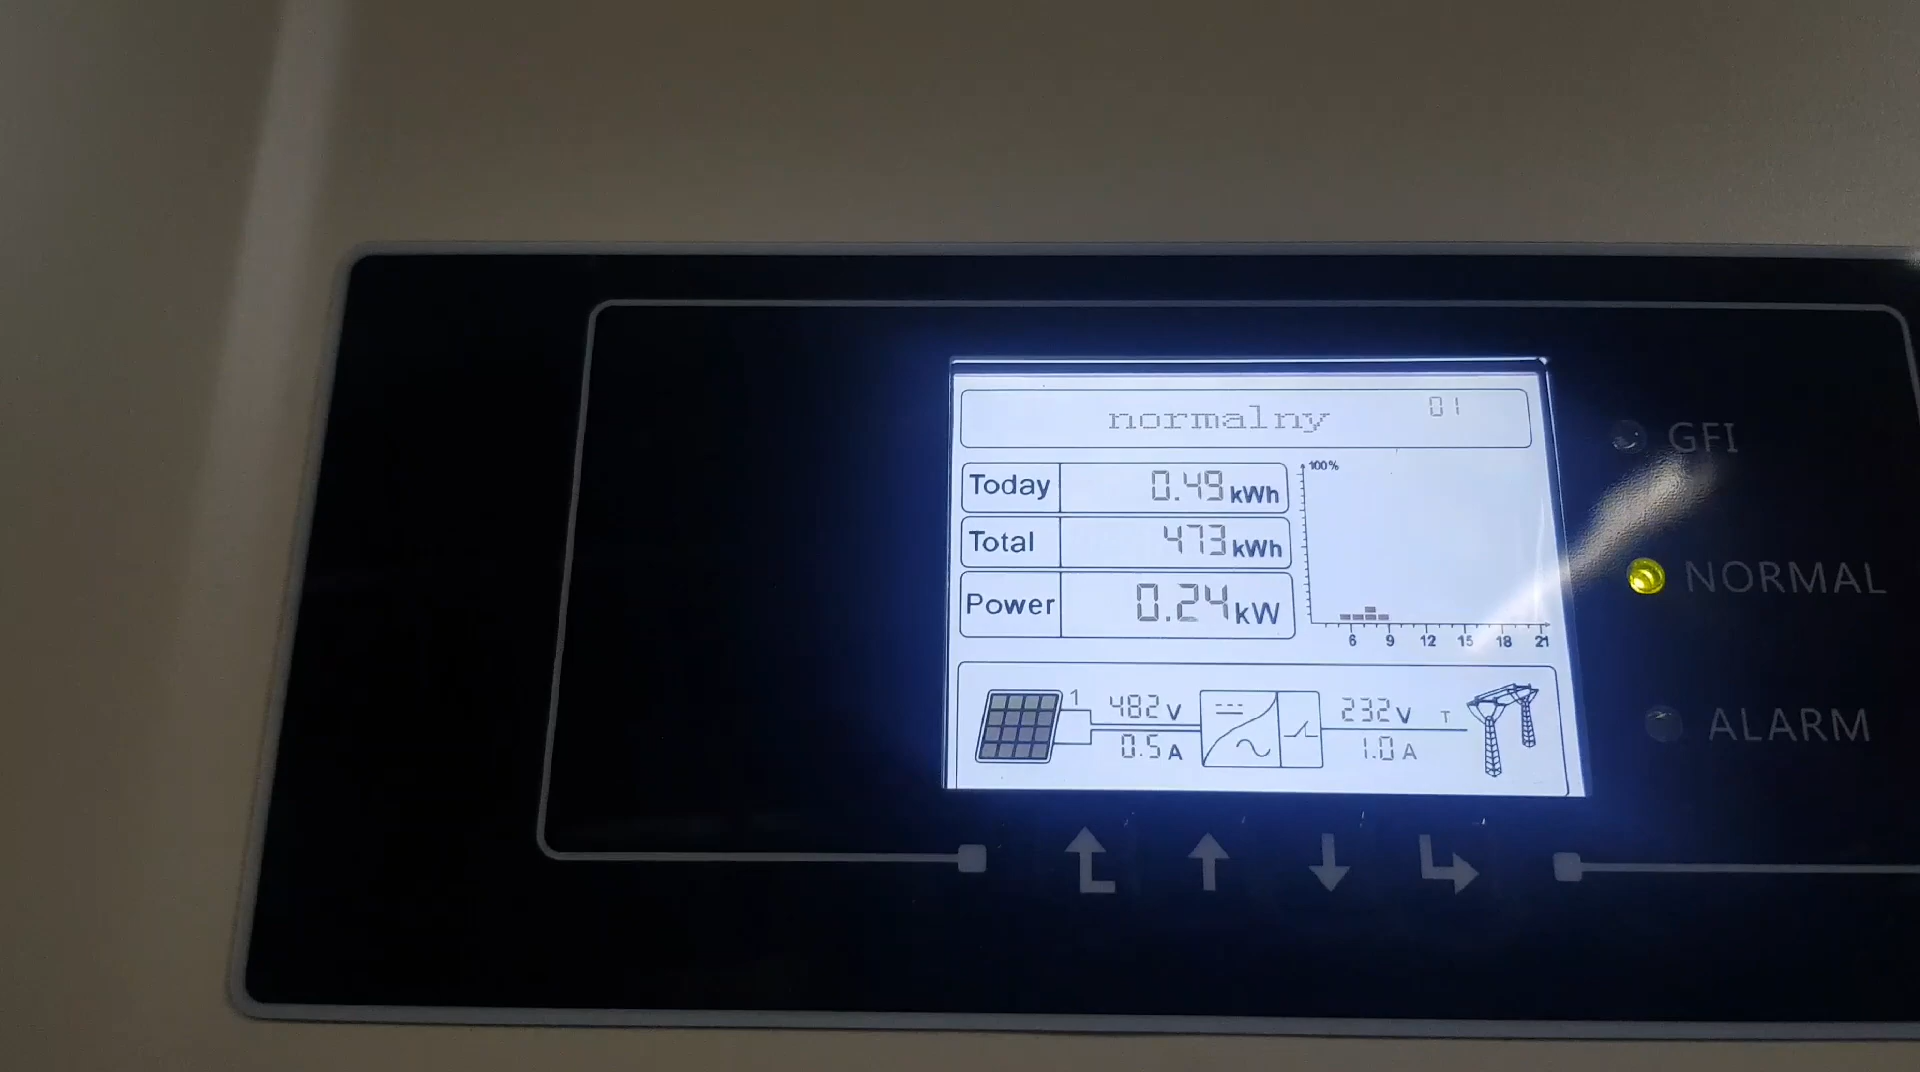 normalny 01
Today 0.49 kWh
Total 473 kWh
Power 0.24 kW
100%
6 9 12 15 18 21
1 482 V 232 V T
0.5 A 1.0 A
GFI
NORMAL
ALARM